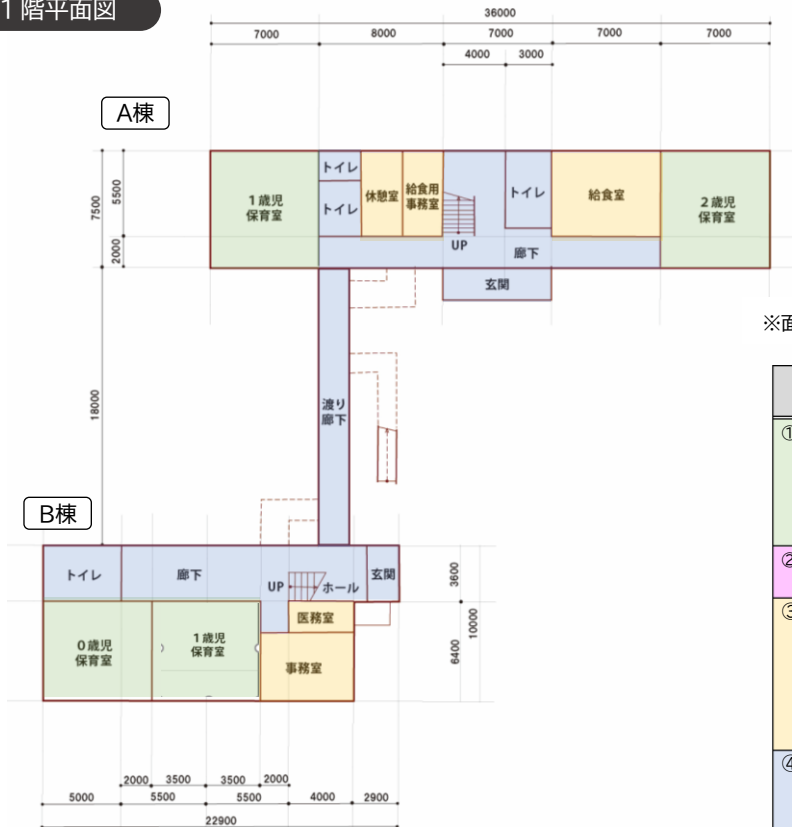 1階平面図
36000
7000
8000
7000
7000
7000
4000
3000
A棟
7500
5500
2000
1歳児
保育室
トイレ
トイレ
休憩室
給食用
事務室
UP
トイレ
廊下
給食室
2歳児
保育室
玄関
※面
18000
渡り
廊下
①
②
③
④
B棟
トイレ
廊下
UP
ホール
玄関
医務室
0歳児
保育室
1歳児
保育室
事務室
3600
6400
10000
2000
3500
3500
2000
5000
5500
5500
4000
2900
22900